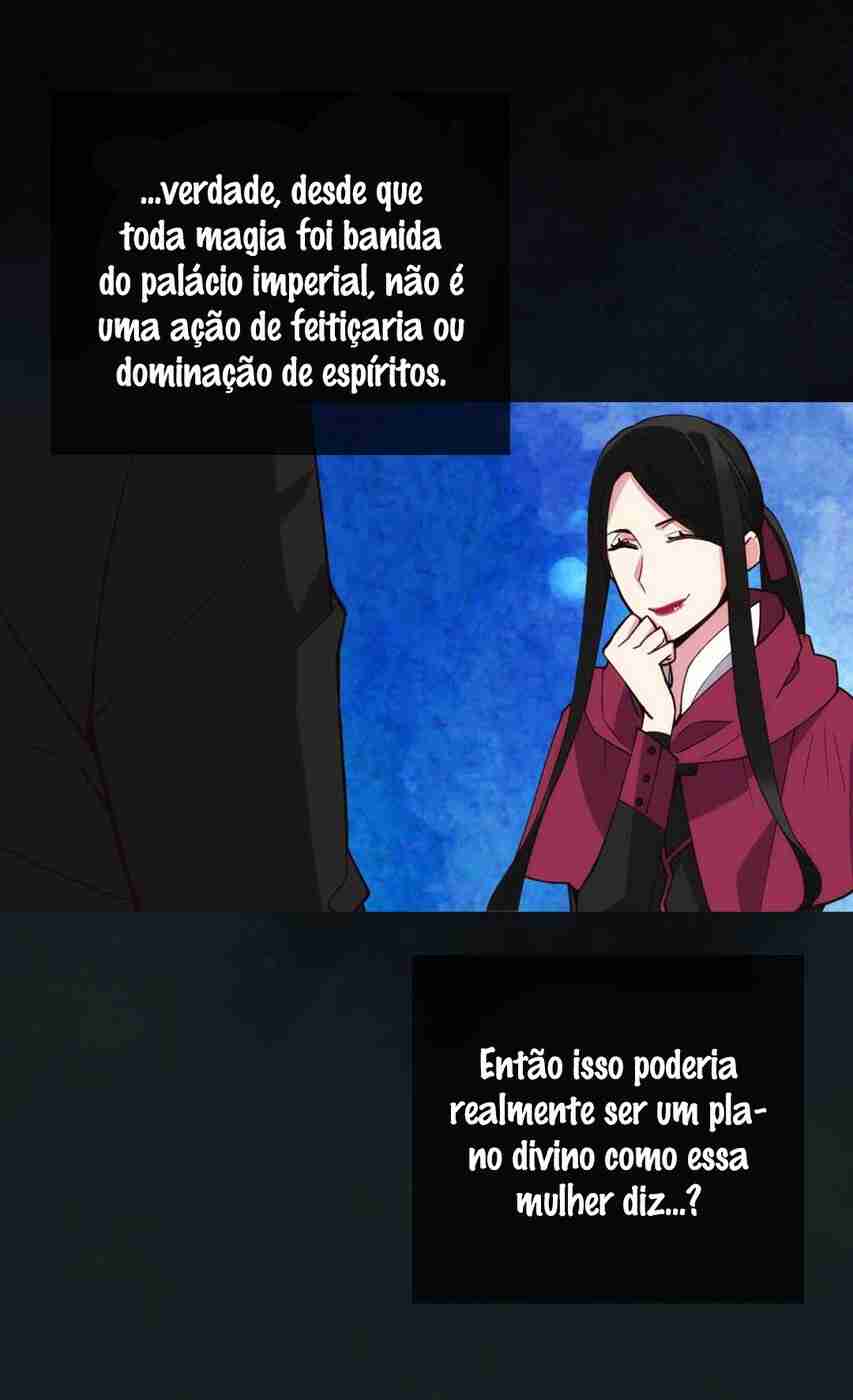 ...verdade, desde que
toda magia foi banida
do palácio imperial, não é
uma ação de feitiçaria ou
dominação de espíritos.
Então isso poderia
realmente ser um pla-
no divino como essa
mulher diz...?